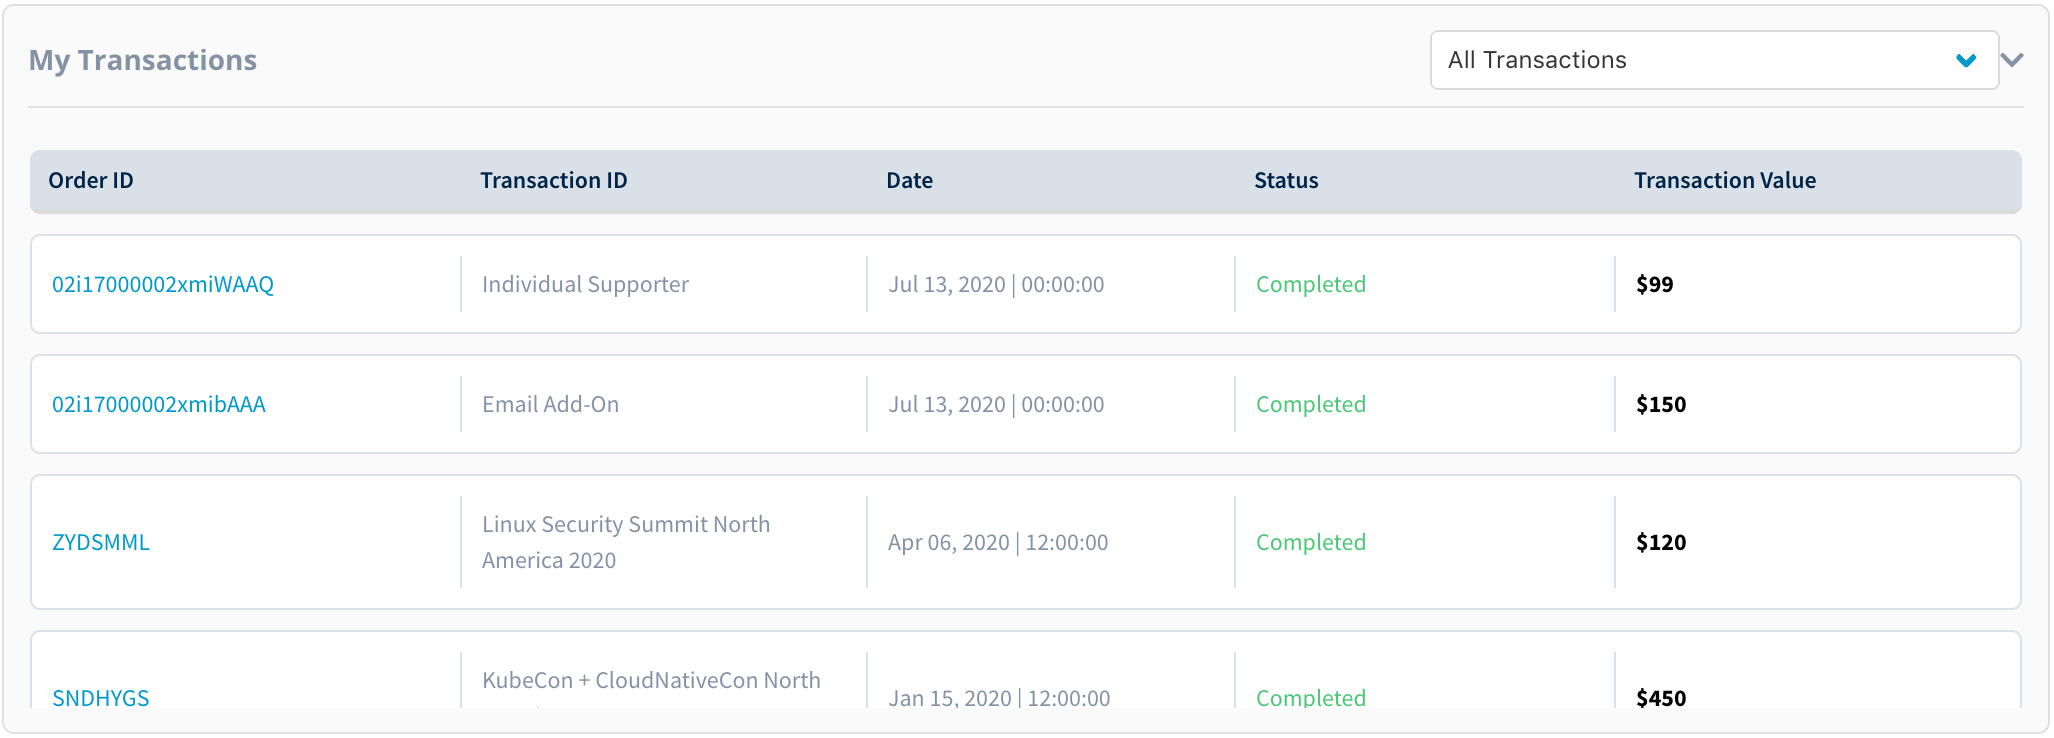 My Transactions
All Transactions
Order ID Transaction ID Date Status Transaction Value
02i17000002xmiWAAQ Individual Supporter Jul 13, 2020 | 00:00:00 Completed $99
02i17000002xmibAAA Email Add-On Jul 13, 2020 | 00:00:00 Completed $150
Linux Security Summit North
ZYDSMML Apr 06, 2020 | 12:00:00 Completed $120
America 2020
KubeCon + CloudNativeCon North
SNDHYGS Jan 15, 2020 | 12:00:00 Completed $450